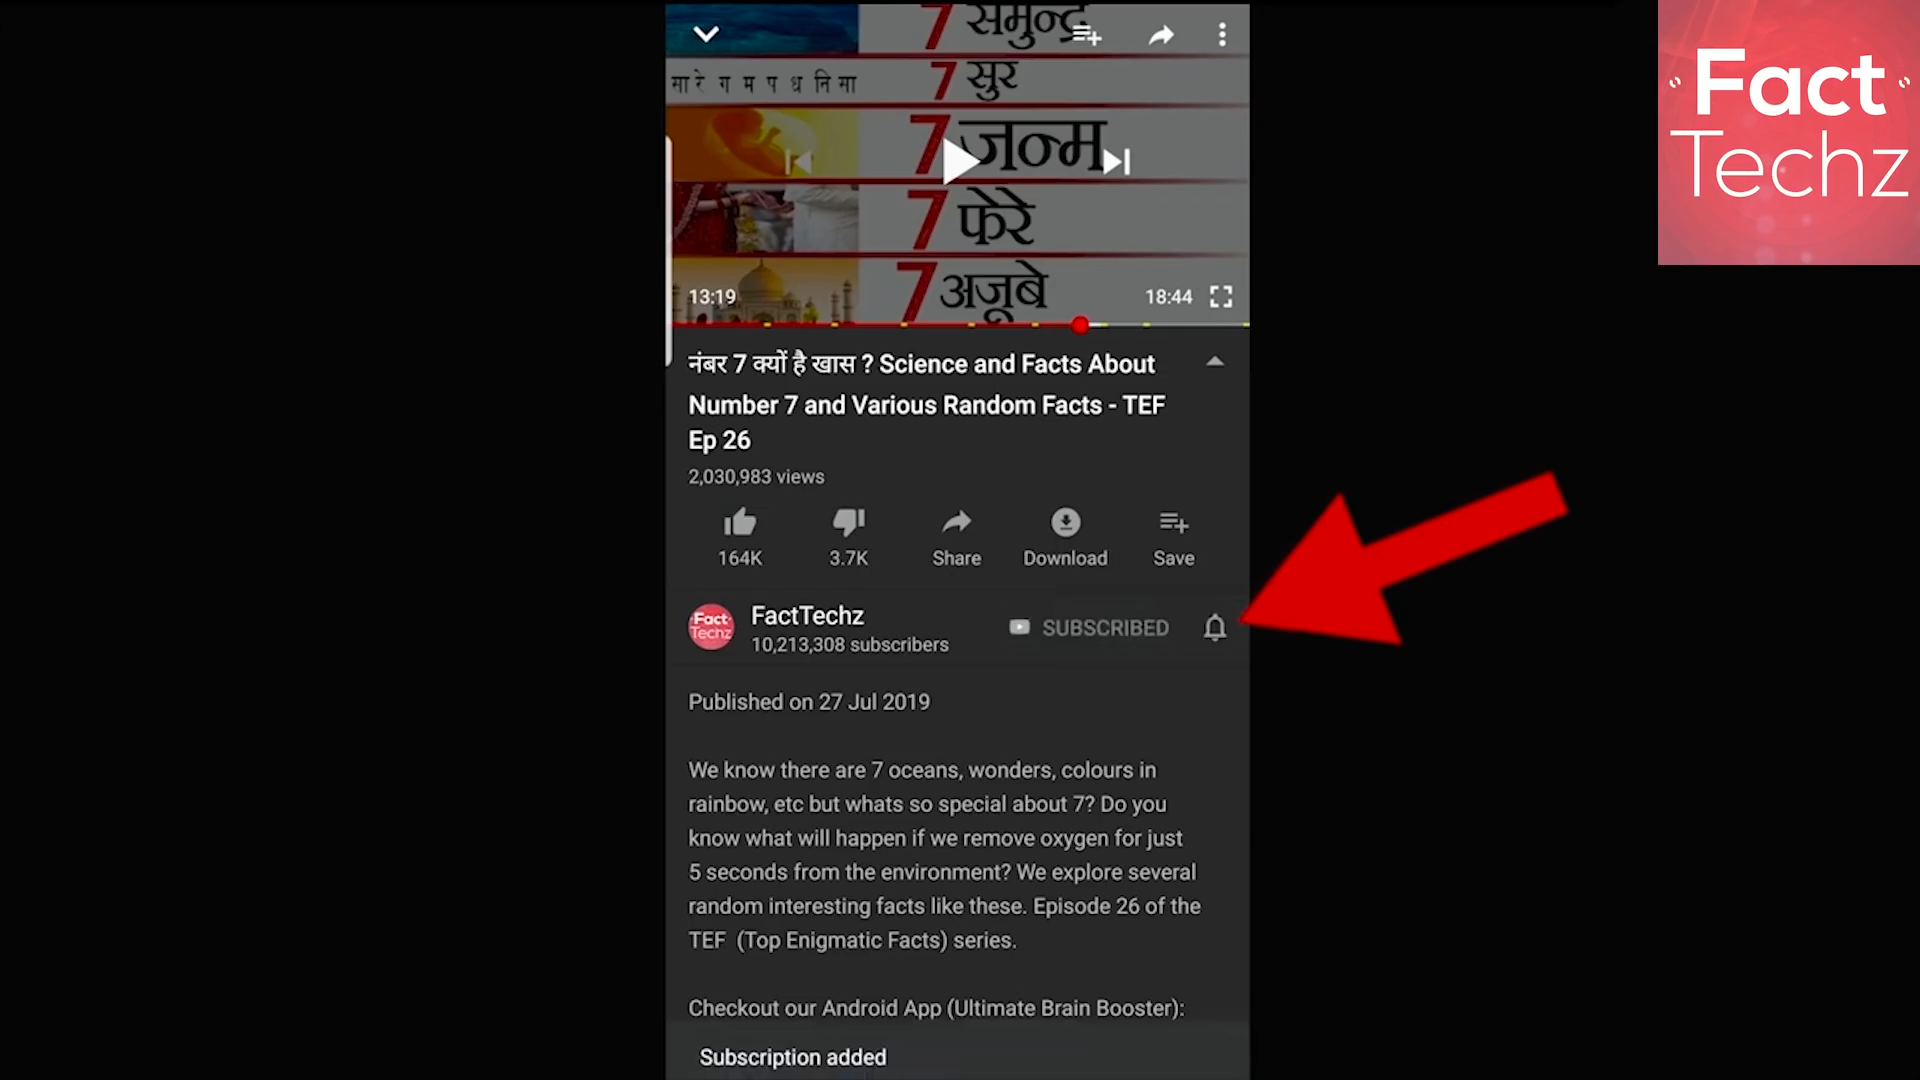 7 समुन्द्र
सा रे ग म प ध नि सा 7 सुर
7 जन्म
7 फेरे
7 अजूबे
13:19 18:44
नंबर 7 क्यों है खास ? Science and Facts About
Number 7 and Various Random Facts - TEF
Ep 26
2,030,983 views
164K 3.7K Share Download Save
Fact Techz
FactTechz
10,213,308 subscribers
SUBSCRIBED
Published on 27 Jul 2019
We know there are 7 oceans, wonders, colours in
rainbow, etc but whats so special about 7? Do you
know what will happen if we remove oxygen for just
5 seconds from the environment? We explore several
random interesting facts like these. Episode 26 of the
TEF (Top Enigmatic Facts) series.
Checkout our Android App (Ultimate Brain Booster):
Subscription added
Fact
Techz